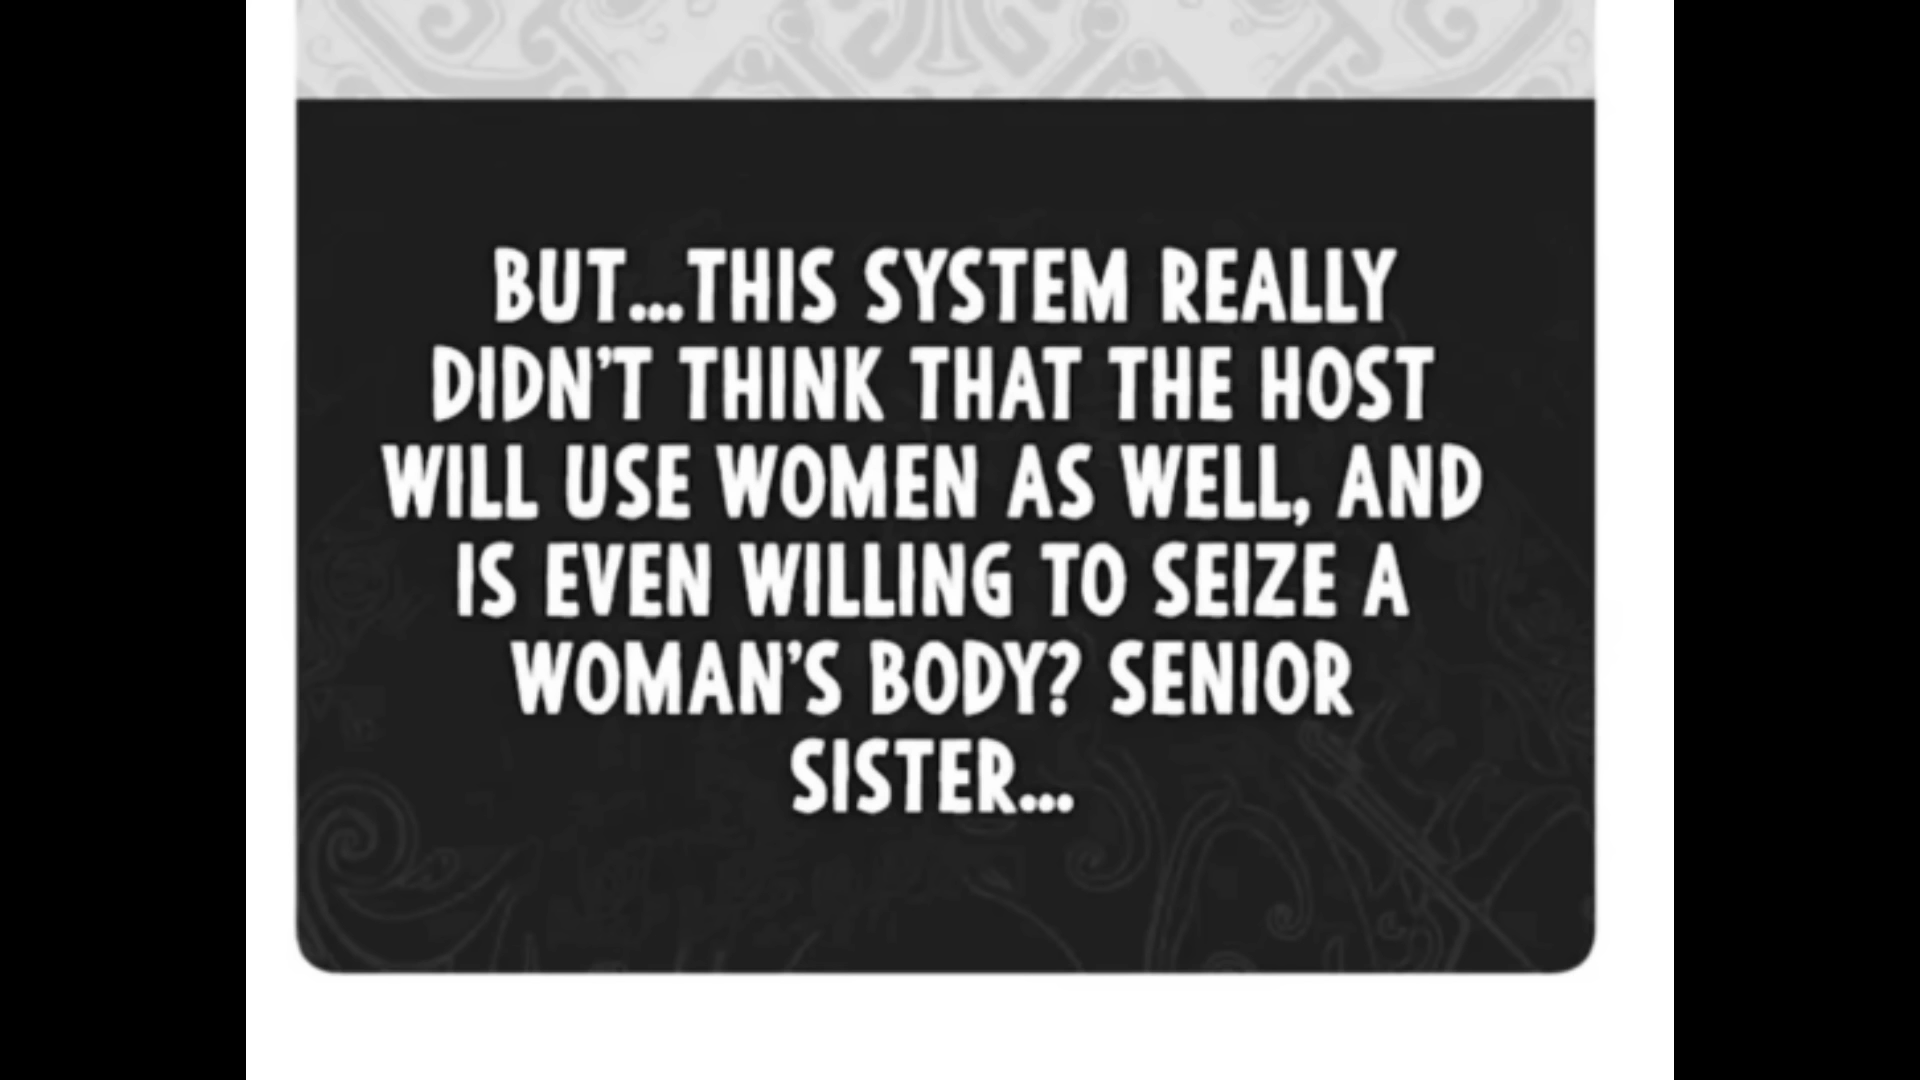 BUT...THIS SYSTEM REALLY
DIDN'T THINK THAT THE HOST
WILL USE WOMEN AS WELL, AND
IS EVEN WILLING TO SEIZE A
WOMAN'S BODY? SENIOR
SISTER...